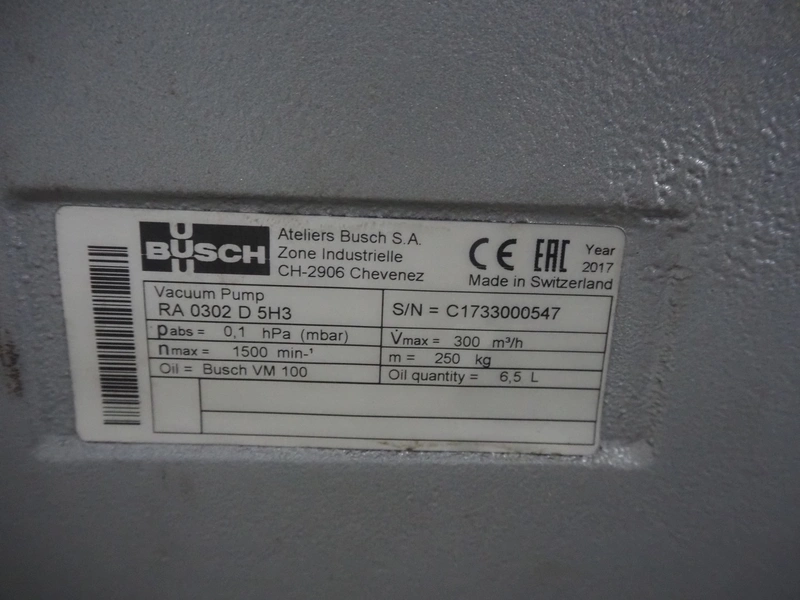 BUSCH
Ateliers Busch S.A.
Zone Industrielle
CH-2906 Chevenez
CE EAC Year
2017
Made in Switzerland
Vacuum Pump
RA 0302 D 5H3
S/N = C1733000547
pabs = 0,1 hPa (mbar)
V̇max = 300 m³/h
nmax = 1500 min-¹
m = 250 kg
Oil = Busch VM 100
Oil quantity = 6,5 L